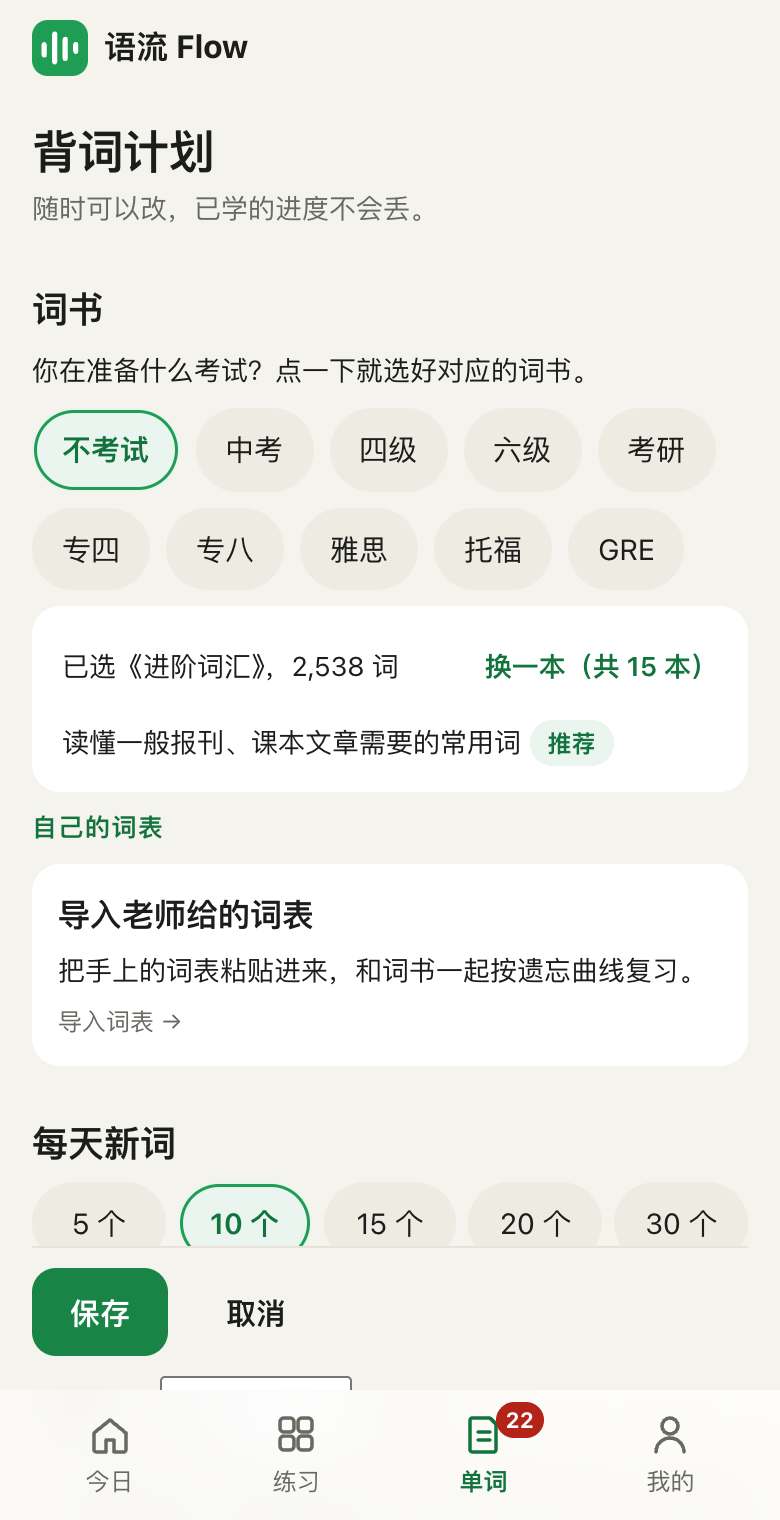 语流 Flow
背词计划
随时可以改，已学的进度不会丢。
词书
你在准备什么考试？点一下就选好对应的词书。
不考试 中考 四级 六级 考研
专四 专八 雅思 托福 GRE
已选《进阶词汇》，2,538 词 换一本（共 15 本）
读懂一般报刊、课本文章需要的常用词 推荐
自己的词表
导入老师给的词表
把手上的词表粘贴进来，和词书一起按遗忘曲线复习。
导入词表 →
每天新词
5 个 10 个 15 个 20 个 30 个
保存 取消
22
今日 练习 单词 我的